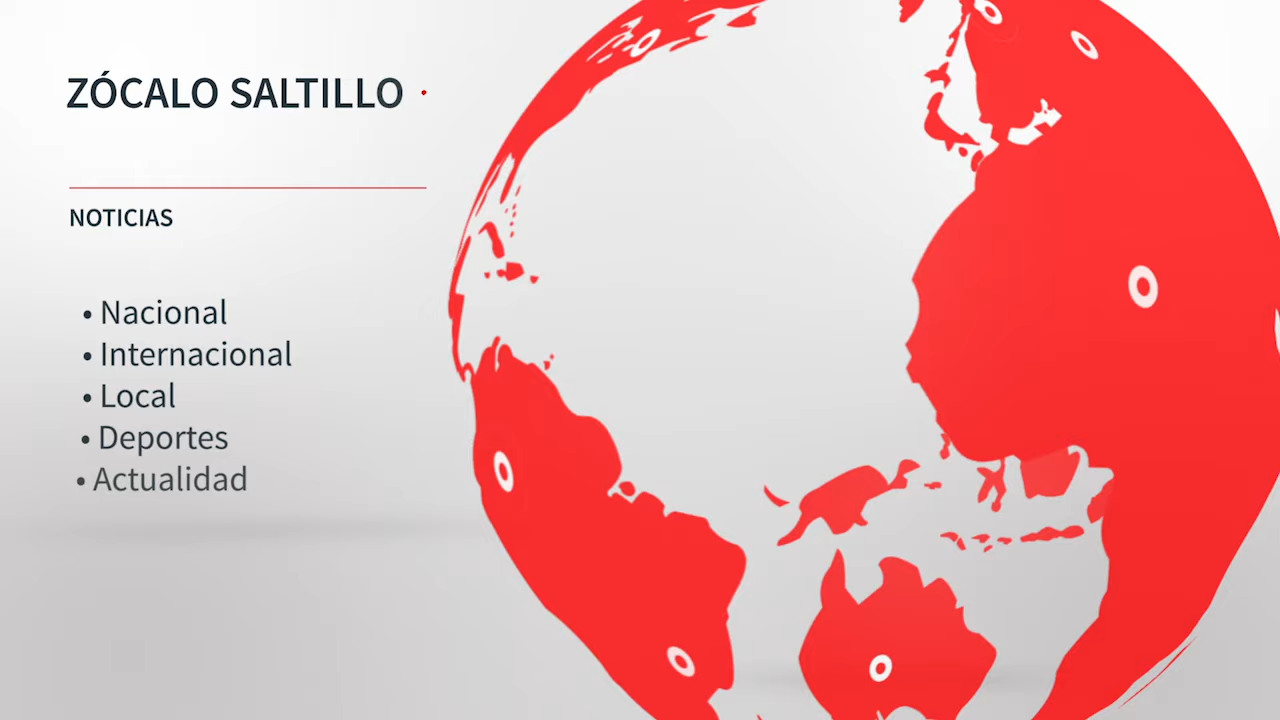 ZÓCALO SALTILLO
NOTICIAS
• Nacional
• Internacional
• Local
• Deportes
• Actualidad